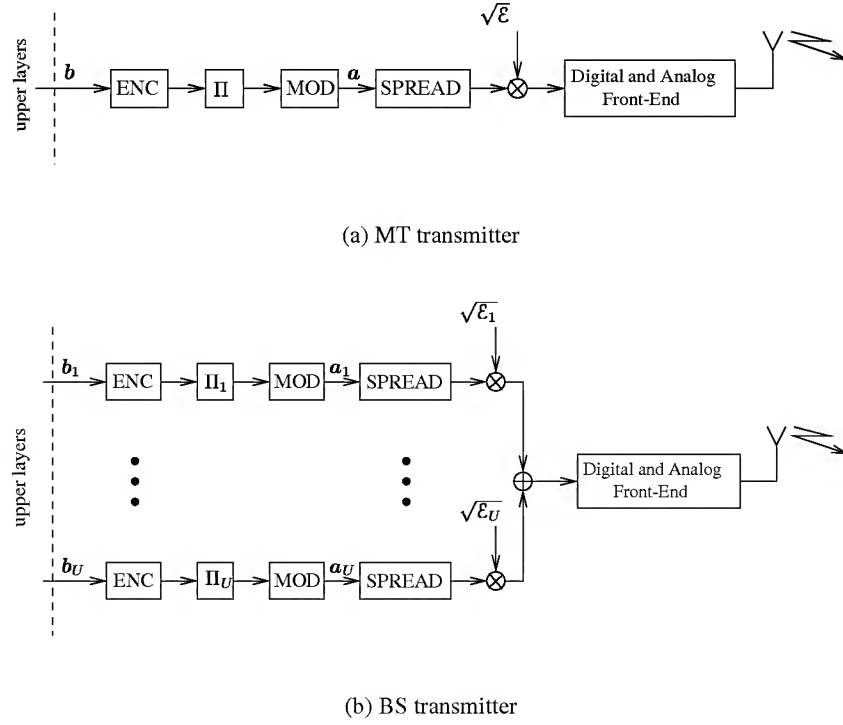 √ℰ
upper layers
b ENC Π MOD a SPREAD ⊗ Digital and Analog
Front-End
(a) MT transmitter
√ℰ₁
b₁ ENC Π₁ MOD a₁ SPREAD ⊗
upper layers
⊕ Digital and Analog
Front-End
√ℰ_U
b_U ENC Π_U MOD a_U SPREAD ⊗
(b) BS transmitter